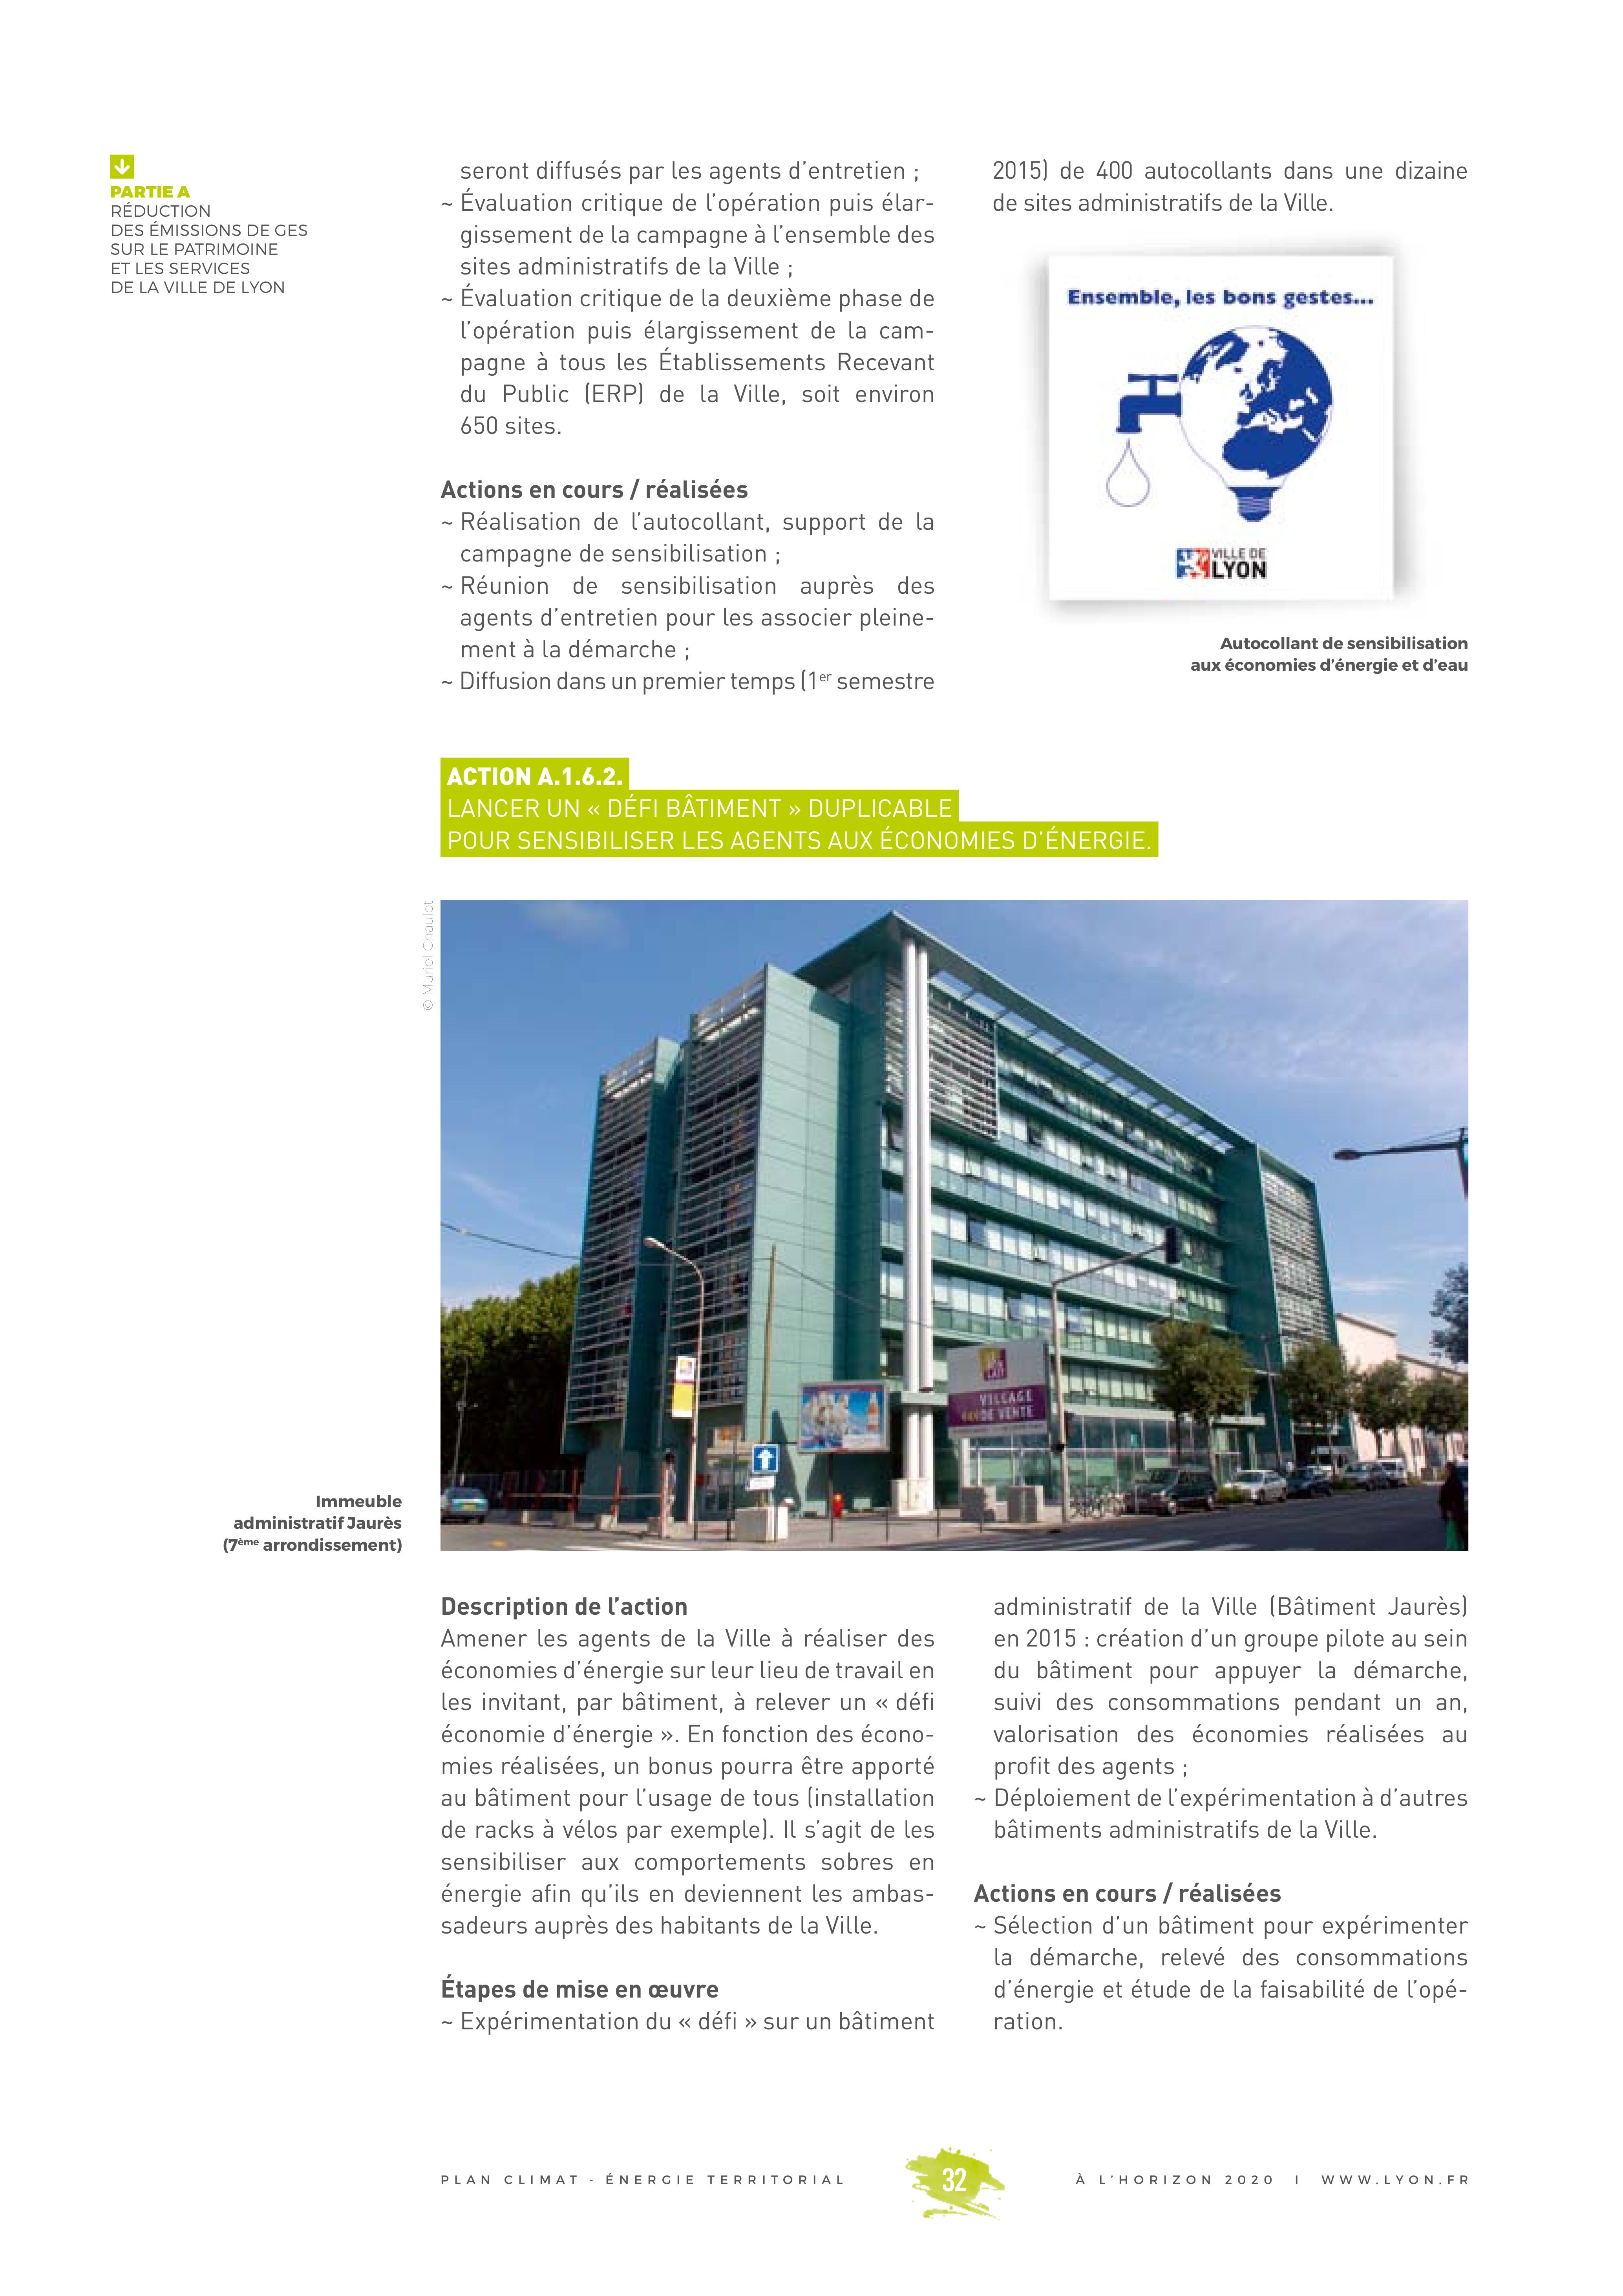 PARTIE A
RÉDUCTION
DES ÉMISSIONS DE GES
SUR LE PATRIMOINE
ET LES SERVICES
DE LA VILLE DE LYON
seront diffusés par les agents d’entretien ;
~ Évaluation critique de l’opération puis élar-
gissement de la campagne à l’ensemble des
sites administratifs de la Ville ;
~ Évaluation critique de la deuxième phase de
l’opération puis élargissement de la cam-
pagne à tous les Établissements Recevant
du Public (ERP) de la Ville, soit environ
650 sites.
Actions en cours / réalisées
~ Réalisation de l’autocollant, support de la
campagne de sensibilisation ;
~ Réunion de sensibilisation auprès des
agents d’entretien pour les associer pleine-
ment à la démarche ;
~ Diffusion dans un premier temps (1er semestre
2015) de 400 autocollants dans une dizaine
de sites administratifs de la Ville.
Ensemble, les bons gestes...
VILLE DE
LYON
Autocollant de sensibilisation
aux économies d’énergie et d’eau
ACTION A.1.6.2.
LANCER UN « DÉFI BÂTIMENT » DUPLICABLE
POUR SENSIBILISER LES AGENTS AUX ÉCONOMIES D’ÉNERGIE.
© Muriel Chaulet
LAIT
VILLAGE
DE VENTE
Immeuble
administratif Jaurès
(7ème arrondissement)
Description de l’action
Amener les agents de la Ville à réaliser des
économies d’énergie sur leur lieu de travail en
les invitant, par bâtiment, à relever un « défi
économie d’énergie ». En fonction des écono-
mies réalisées, un bonus pourra être apporté
au bâtiment pour l’usage de tous (installation
de racks à vélos par exemple). Il s’agit de les
sensibiliser aux comportements sobres en
énergie afin qu’ils en deviennent les ambas-
sadeurs auprès des habitants de la Ville.
Étapes de mise en œuvre
~ Expérimentation du « défi » sur un bâtiment
administratif de la Ville (Bâtiment Jaurès)
en 2015 : création d’un groupe pilote au sein
du bâtiment pour appuyer la démarche,
suivi des consommations pendant un an,
valorisation des économies réalisées au
profit des agents ;
~ Déploiement de l’expérimentation à d’autres
bâtiments administratifs de la Ville.
Actions en cours / réalisées
~ Sélection d’un bâtiment pour expérimenter
la démarche, relevé des consommations
d’énergie et étude de la faisabilité de l’opé-
ration.
PLAN CLIMAT - ÉNERGIE TERRITORIAL
32
À L’HORIZON 2020 I WWW.LYON.FR